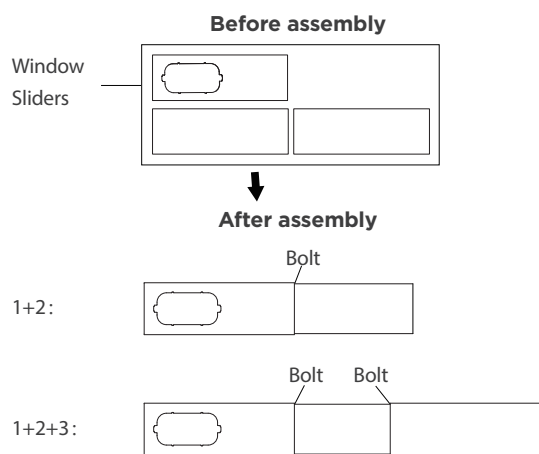 Before assembly
Window
Sliders
After assembly
Bolt
1+2:
Bolt Bolt
1+2+3: